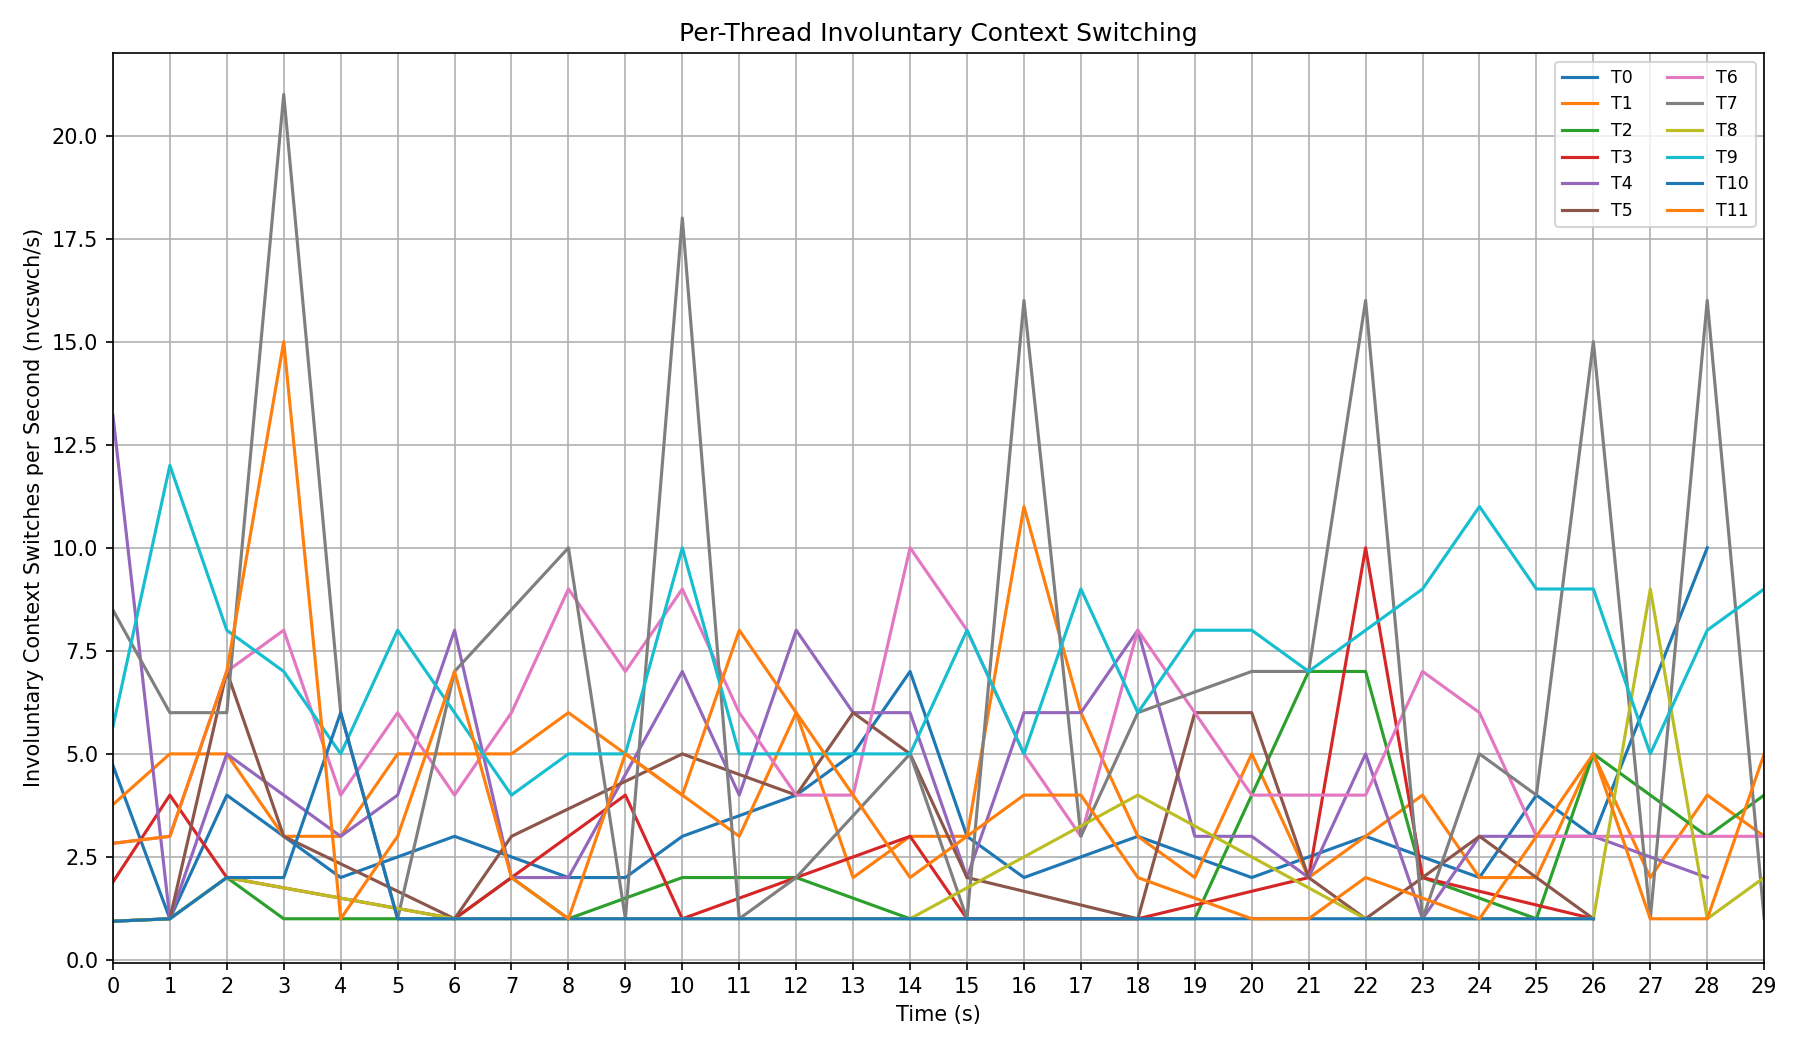 Per-Thread Involuntary Context Switching
Involuntary Context Switches per Second (nvcswch/s)
20.0
17.5
15.0
12.5
10.0
7.5
5.0
2.5
0.0
T0 T6
T1 T7
T2 T8
T3 T9
T4 T10
T5 T11
0 1 2 3 4 5 6 7 8 9 10 11 12 13 14 15 16 17 18 19 20 21 22 23 24 25 26 27 28 29
Time (s)